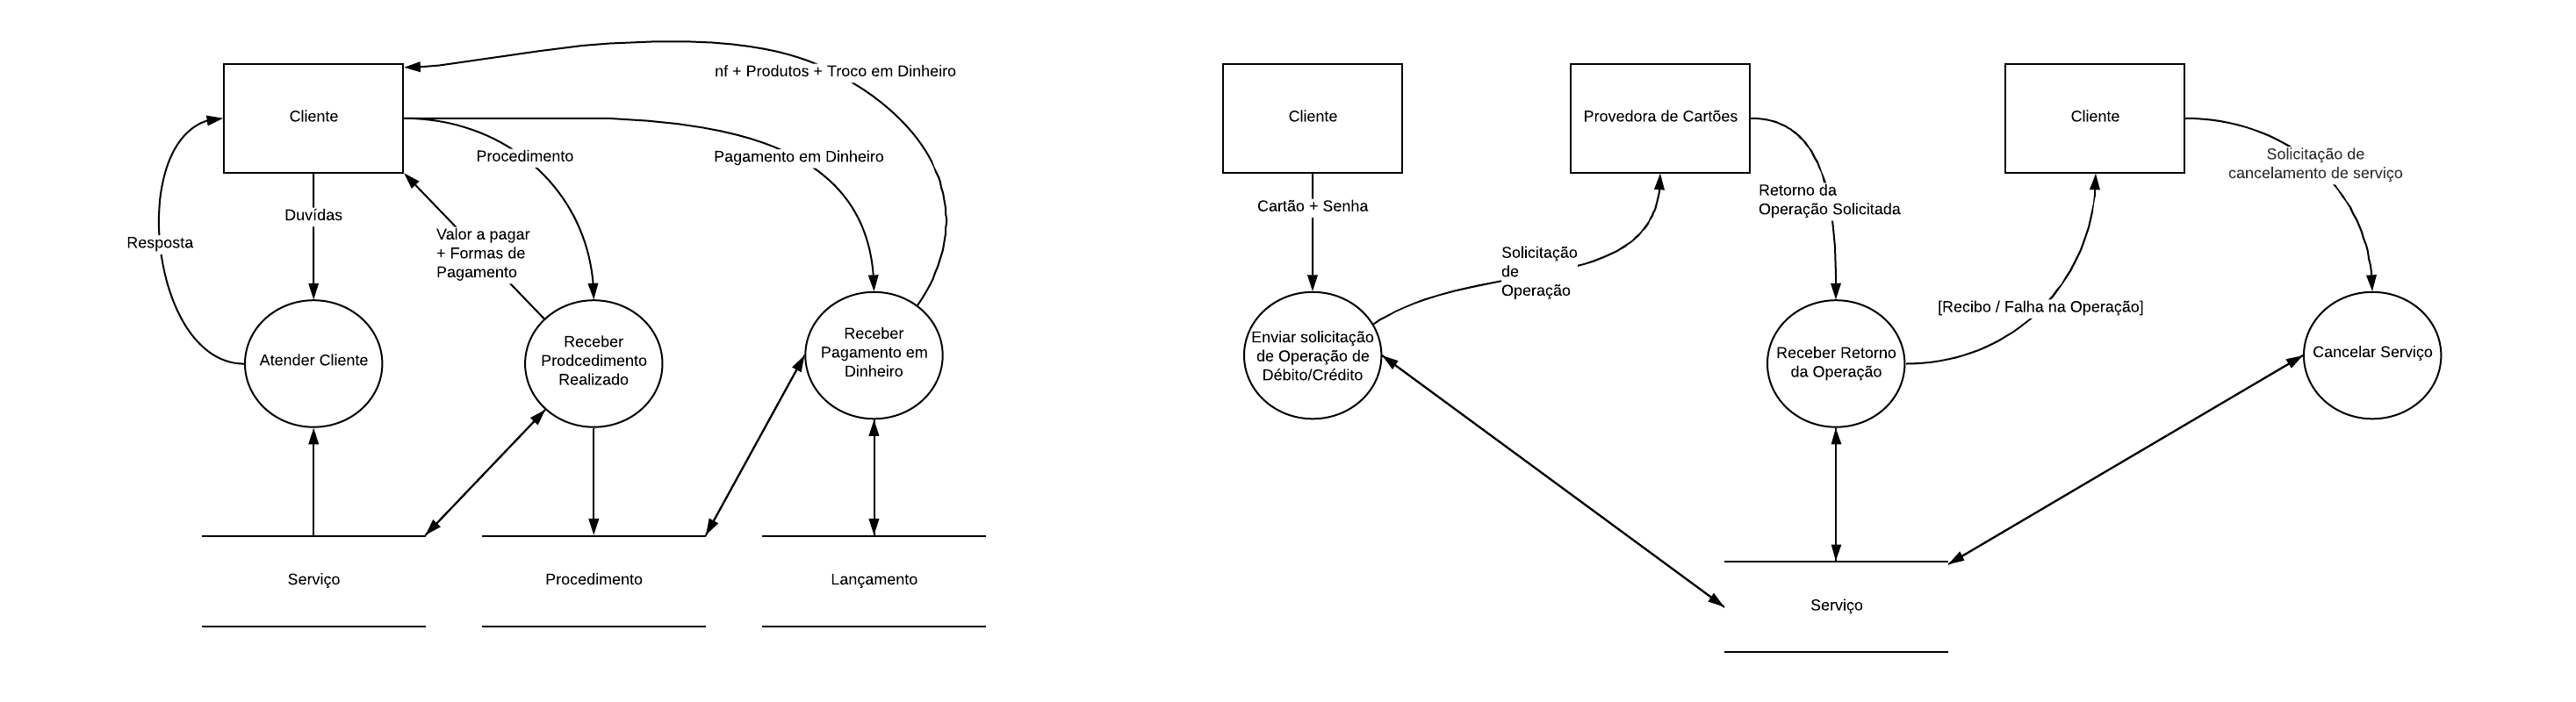 nf + Produtos + Troco em Dinheiro
Cliente
Procedimento
Pagamento em Dinheiro
Duvídas
Resposta
Valor a pagar
+ Formas de
Pagamento
Atender Cliente
Receber
Prodcedimento
Realizado
Receber
Pagamento em
Dinheiro
Serviço
Procedimento
Lançamento
Cliente
Provedora de Cartões
Cliente
Cartão + Senha
Solicitação
de
Operação
Retorno da
Operação Solicitada
[Recibo / Falha na Operação]
Solicitação de
cancelamento de serviço
Enviar solicitação
de Operação de
Débito/Crédito
Receber Retorno
da Operação
Cancelar Serviço
Serviço